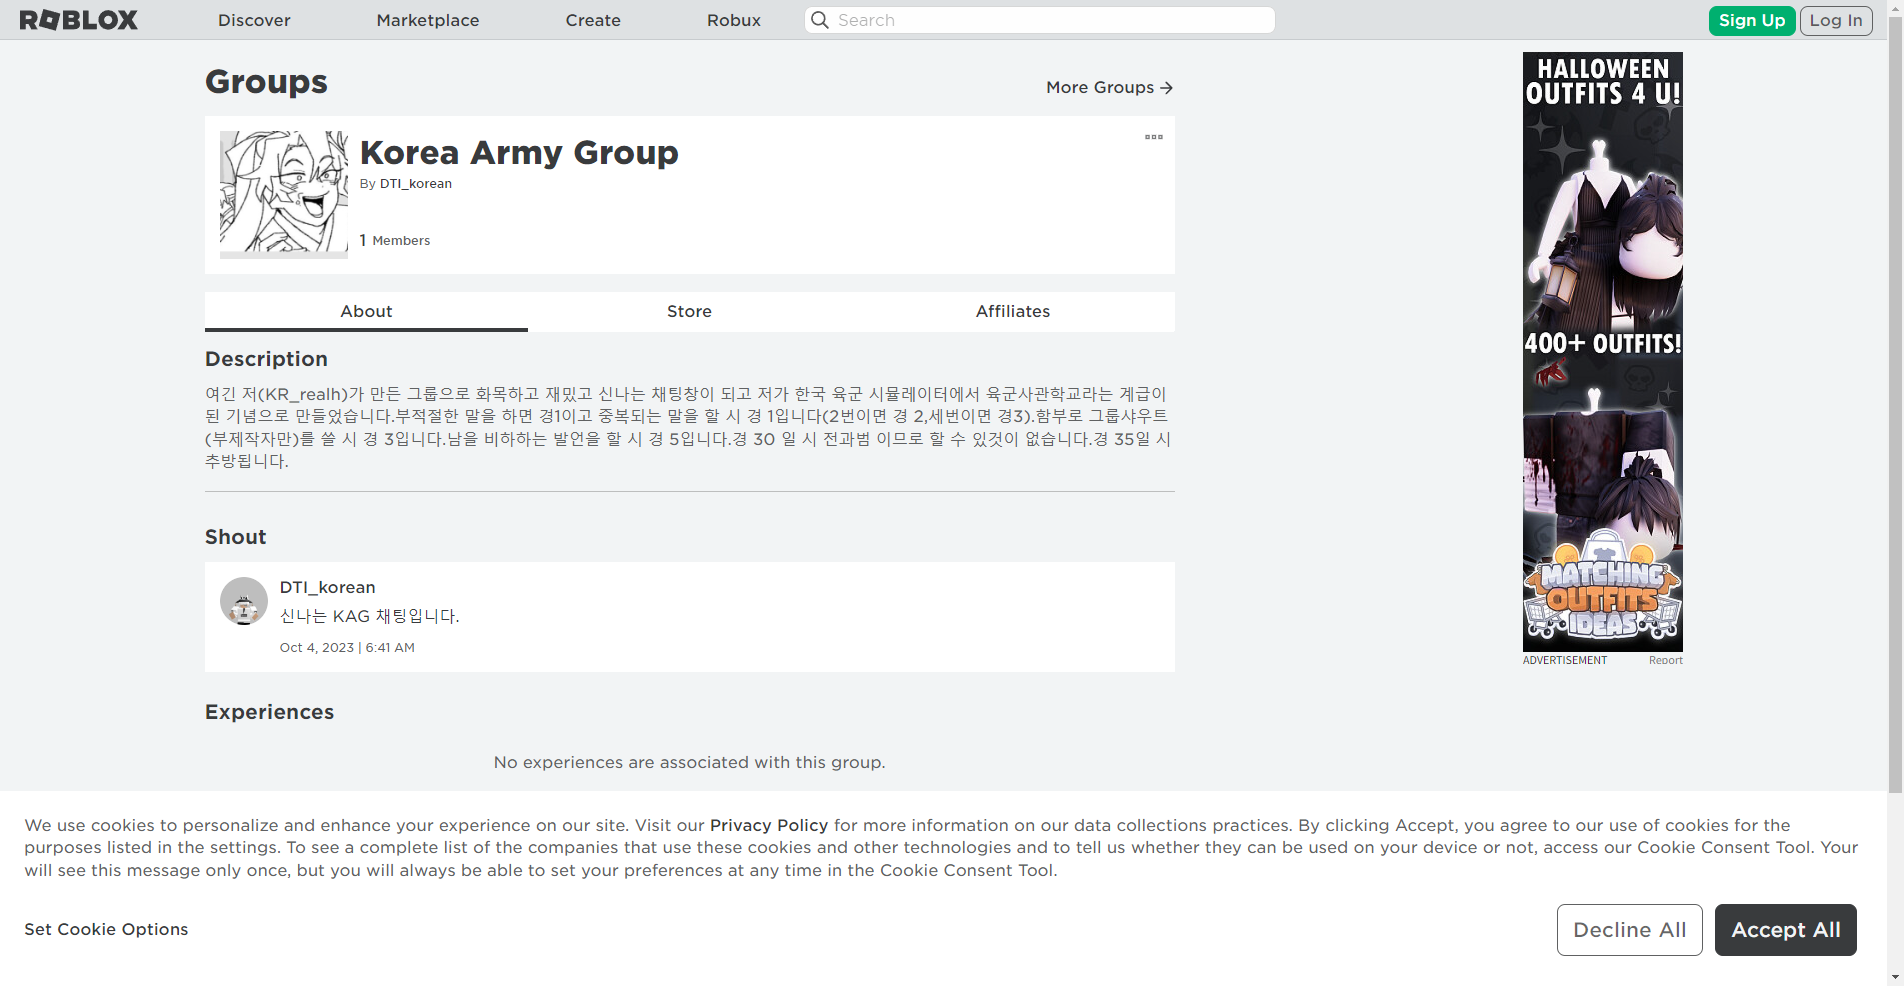 ROBLOX
Discover
Marketplace
Create
Robux
Search
Sign Up
Log In
Groups
More Groups →
Korea Army Group
By DTI_korean
1 Members
About
Store
Affiliates
Description
여긴 저(KR_realh)가 만든 그룹으로 화목하고 재밌고 신나는 채팅창이 되고 저가 한국 육군 시뮬레이터에서 육군사관학교라는 계급이
된 기념으로 만들었습니다.부적절한 말을 하면 경1이고 중복되는 말을 할 시 경 1입니다(2번이면 경 2,세번이면 경3).함부로 그룹샤우트
(부제작자만)를 쓸 시 경 3입니다.남을 비하하는 발언을 할 시 경 5입니다.경 30 일 시 전과범 이므로 할 수 있것이 없습니다.경 35일 시
추방됩니다.
Shout
DTI_korean
신나는 KAG 채팅입니다.
Oct 4, 2023 | 6:41 AM
Experiences
No experiences are associated with this group.
HALLOWEEN
OUTFITS 4 U!
400+ OUTFITS!
MATCHING
OUTFITS
IDEAS
ADVERTISEMENT
Report
We use cookies to personalize and enhance your experience on our site. Visit our Privacy Policy for more information on our data collections practices. By clicking Accept, you agree to our use of cookies for the
purposes listed in the settings. To see a complete list of the companies that use these cookies and other technologies and to tell us whether they can be used on your device or not, access our Cookie Consent Tool. Your
will see this message only once, but you will always be able to set your preferences at any time in the Cookie Consent Tool.
Set Cookie Options
Decline All
Accept All